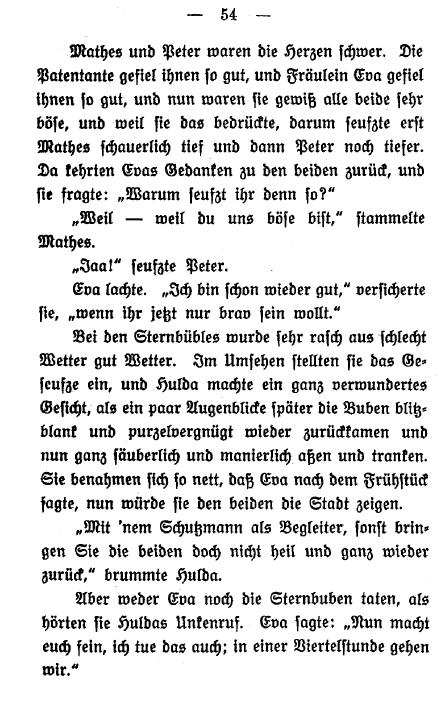 — 54 —
Mathes und Peter waren die Herzen schwer. Die
Patentante gefiel ihnen so gut, und Fräulein Eva gefiel
ihnen so gut, und nun waren sie gewiß alle beide sehr
böse, und weil sie das bedrückte, darum seufzte erst
Mathes schauerlich tief und dann Peter noch tiefer.
Da kehrten Evas Gedanken zu den beiden zurück, und
sie fragte: „Warum seufzt ihr denn so?“
„Weil — weil du uns böse bist,“ stammelte
Mathes.
„Jaa!“ seufzte Peter.
Eva lachte. „Ich bin schon wieder gut,“ versicherte
sie, „wenn ihr jetzt nur brav sein wollt.“
Bei den Sternbübles wurde sehr rasch aus schlecht
Wetter gut Wetter. Im Umsehen stellten sie das Ge-
seufze ein, und Hulda machte ein ganz verwundertes
Gesicht, als ein paar Augenblicke später die Buben blitz-
blank und purzelvergnügt wieder zurückkamen und
nun ganz säuberlich und manierlich aßen und tranken.
Sie benahmen sich so nett, daß Eva nach dem Frühstück
sagte, nun würde sie den beiden die Stadt zeigen.
„Mit 'nem Schutzmann als Begleiter, sonst brin-
gen Sie die beiden doch nicht heil und ganz wieder
zurück,“ brummte Hulda.
Aber weder Eva noch die Sternbuben taten, als
hörten sie Huldas Unkenruf. Eva sagte: „Nun macht
euch fein, ich tue das auch; in einer Viertelstunde gehen
wir.“